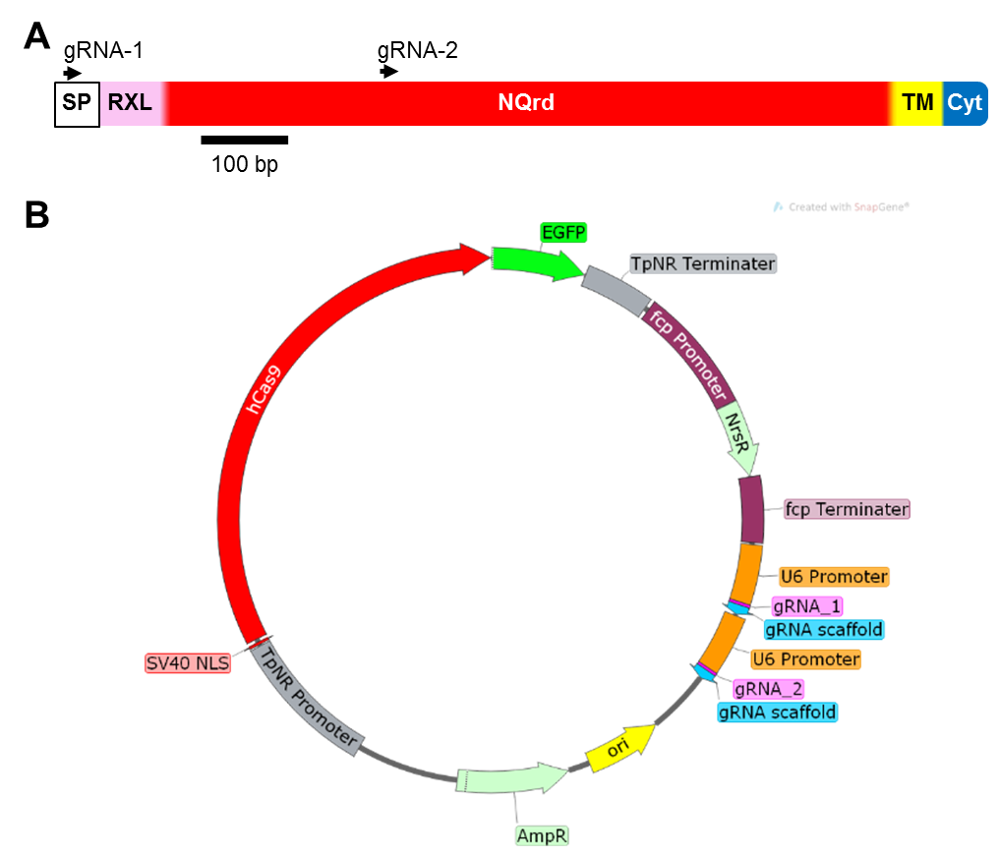 A
gRNA-1
gRNA-2
SP
RXL
NQrd
TM
Cyt
100 bp
B
Created with SnapGene®
EGFP
TpNR Terminater
fcp Promoter
NrsR
hCas9
fcp Terminater
U6 Promoter
gRNA_1
gRNA scaffold
U6 Promoter
SV40 NLS
TpNR Promoter
gRNA_2
gRNA scaffold
ori
AmpR